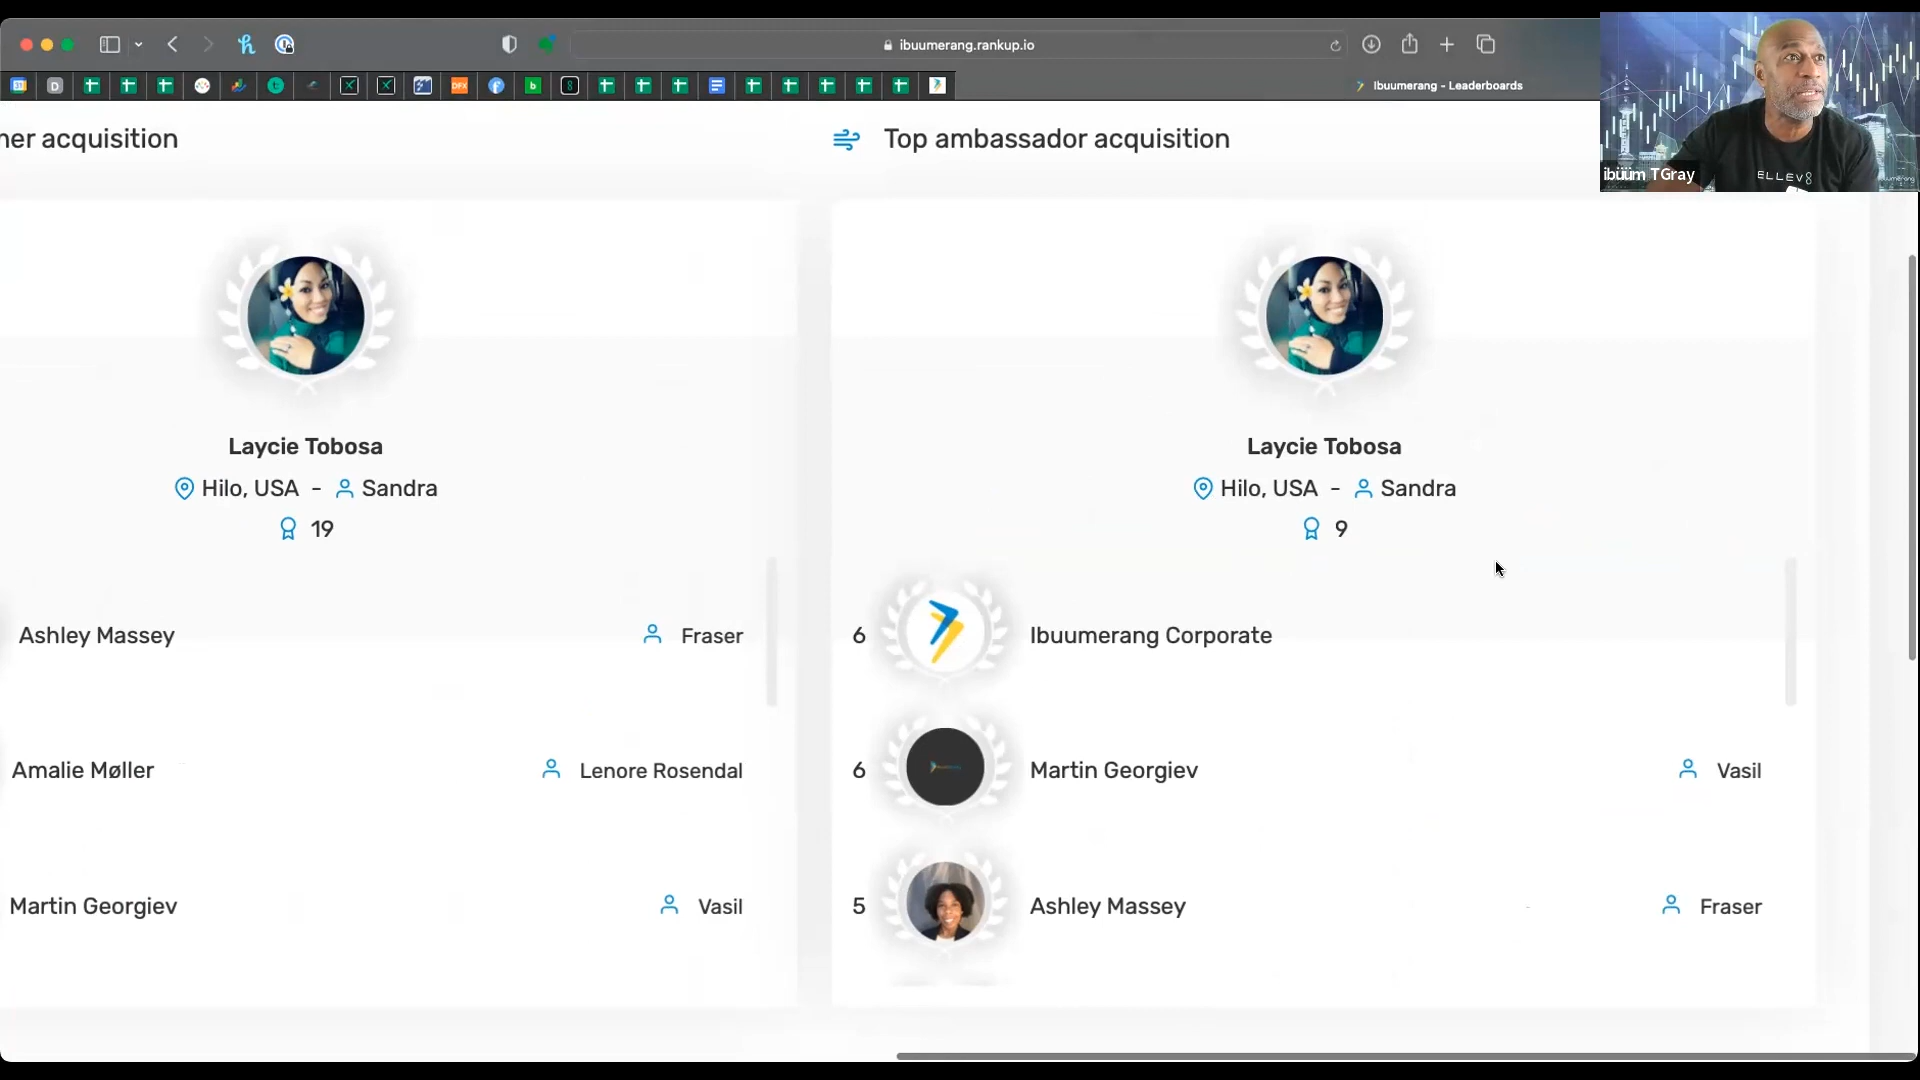 ibuumerang.rankup.io
Ibuumerang - Leaderboards
ner acquisition
Top ambassador acquisition
ELLEV8
ibüüm TGray
Laycie Tobosa
Hilo, USA - Sandra
19
Laycie Tobosa
Hilo, USA - Sandra
9
Ashley Massey Fraser
6 Ibuumerang Corporate
Amalie Møller Lenore Rosendal
6 Martin Georgiev Vasil
Martin Georgiev Vasil
5 Ashley Massey Fraser